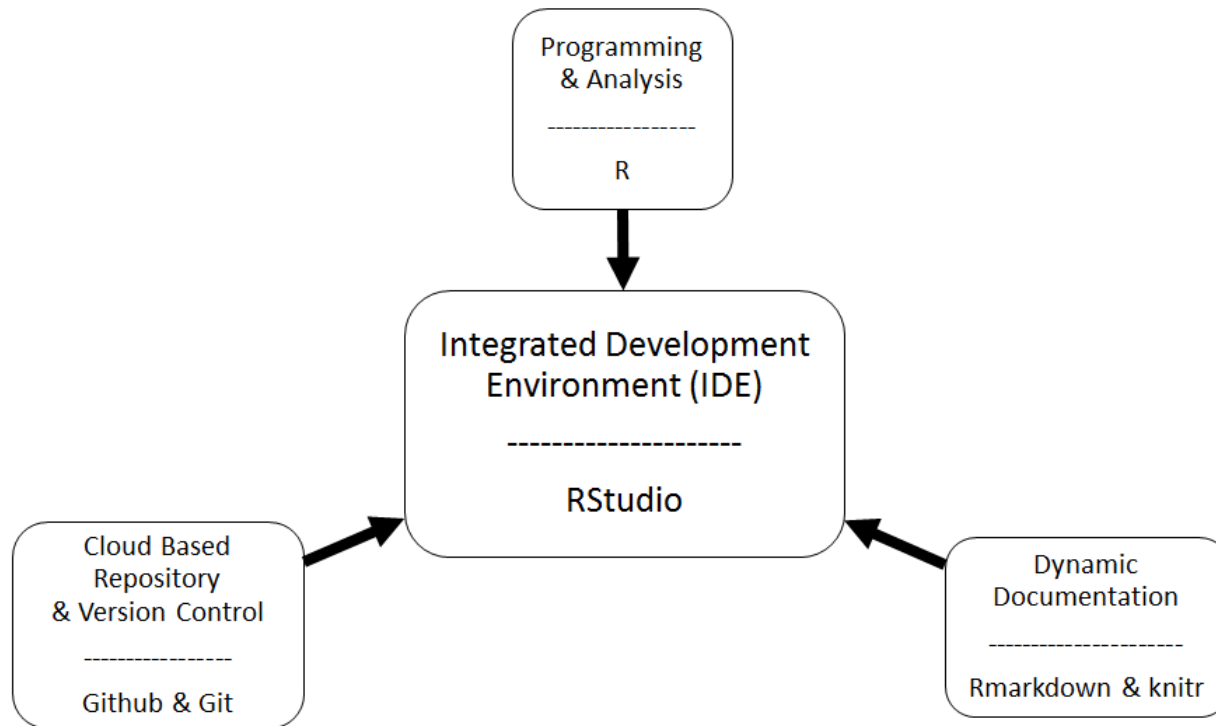 Programming
& Analysis
-----------------
R
Integrated Development
Environment (IDE)
---------------------
RStudio
Cloud Based
Repository
& Version Control
-----------------
Github & Git
Dynamic
Documentation
----------------------
Rmarkdown & knitr